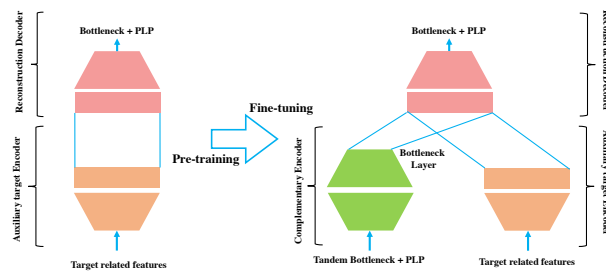 Bottleneck + PLP
Reconstruction Decoder
Auxiliary target Encoder
Target related features
Fine-tuning
Pre-training
Bottleneck + PLP
Complementary Encoder
Bottleneck
Layer
Tandem Bottleneck + PLP
Target related features